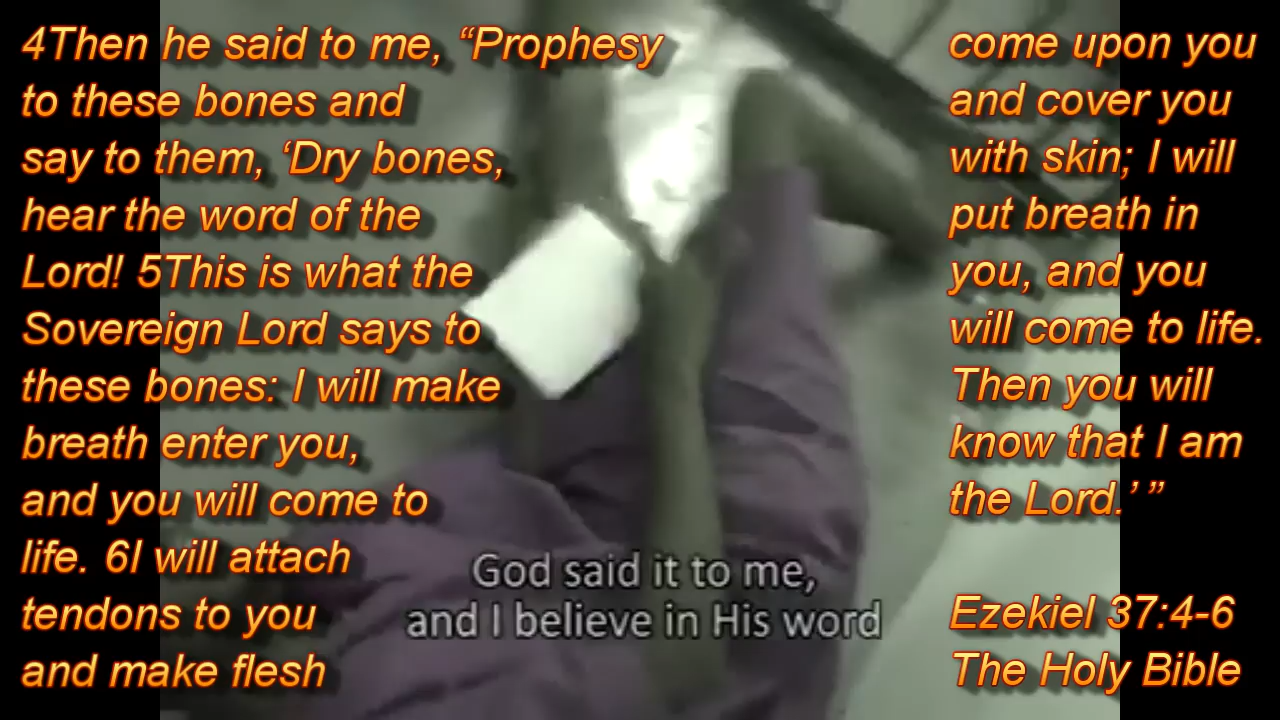 4Then he said to me, “Prophesy
to these bones and
say to them, ‘Dry bones,
hear the word of the
Lord! 5This is what the
Sovereign Lord says to
these bones: I will make
breath enter you,
and you will come to
life. 6I will attach
tendons to you
and make flesh
come upon you
and cover you
with skin; I will
put breath in
you, and you
will come to life.
Then you will
know that I am
the Lord.’ ”
Ezekiel 37:4-6
The Holy Bible
God said it to me,
and I believe in His word